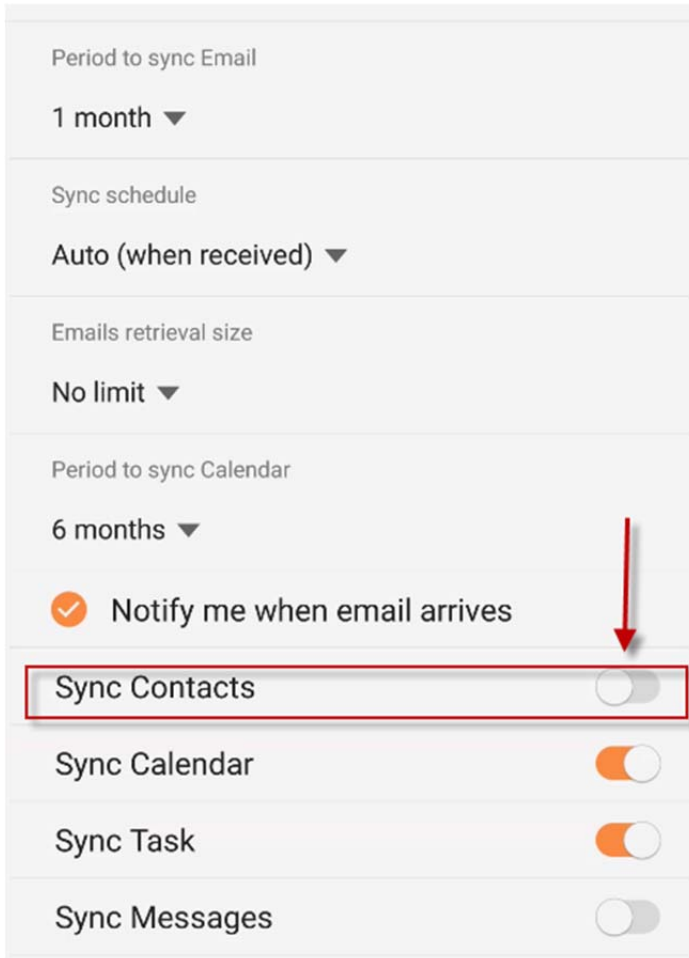 Period to sync Email
1 month
Sync schedule
Auto (when received)
Emails retrieval size
No limit
Period to sync Calendar
6 months
Notify me when email arrives
Sync Contacts
Sync Calendar
Sync Task
Sync Messages